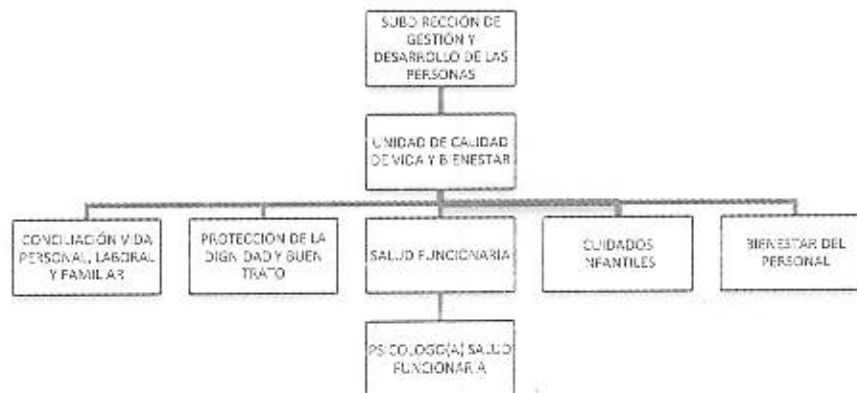 SUBDIRECCIÓN DE
GESTIÓN Y
DESARROLLO DE LAS
PERSONAS
UNIDAD DE CALIDAD
DE VIDA Y BIENESTAR
CONCILIACIÓN VIDA
PERSONAL, LABORAL
Y FAMILIAR
PROTECCIÓN DE LA
DIGNIDAD Y BUEN
TRATO
SALUD FUNCIONARIA
CUIDADOS
INFANTILES
BIENESTAR DEL
PERSONAL
PSICOLOGO(A) SALUD
FUNCIONARIA